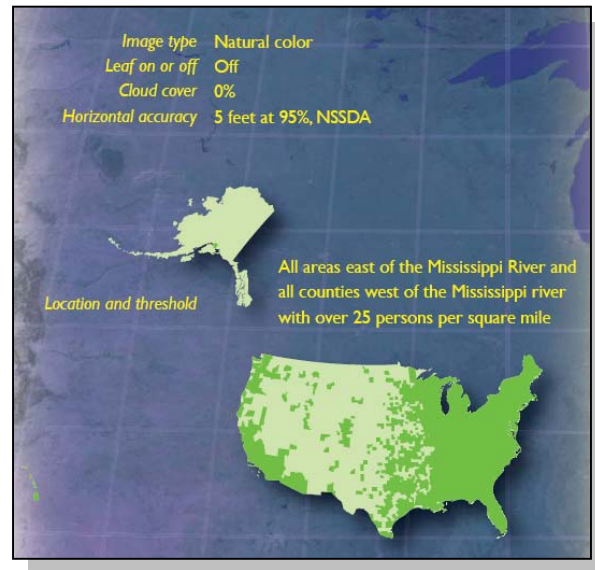 Image type Natural color
Leaf on or off Off
Cloud cover 0%
Horizontal accuracy 5 feet at 95%, NSSDA
All areas east of the Mississippi River and
all counties west of the Mississippi river
Location and threshold
with over 25 persons per square mile